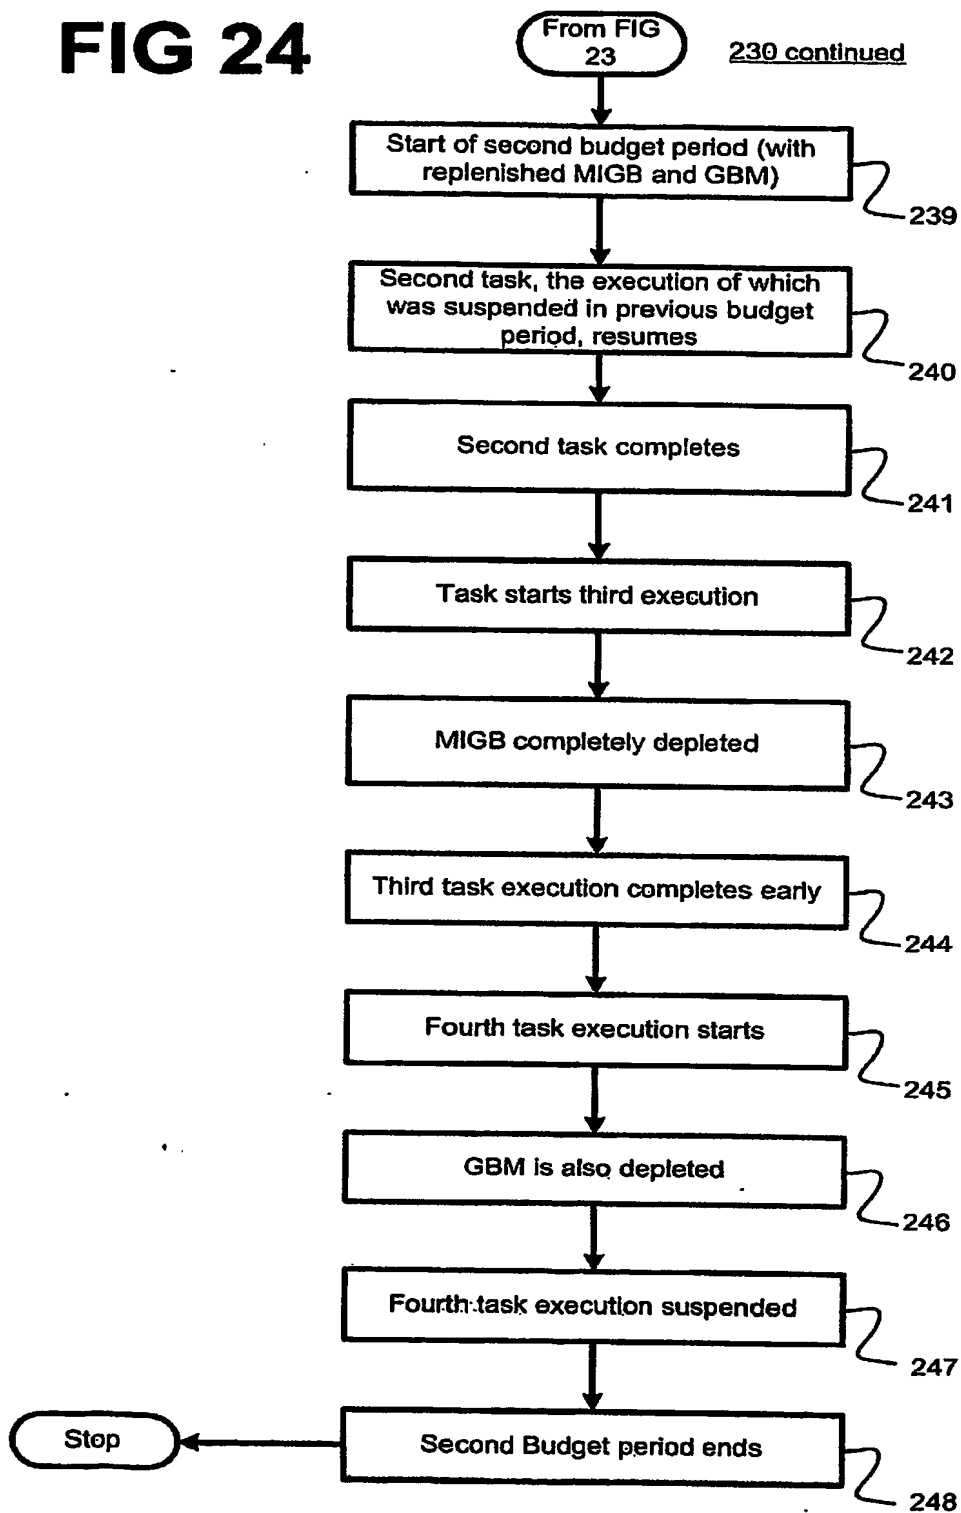 FIG 24
From FIG
23
230 continued
Start of second budget period (with
replenished MIGB and GBM)
239
Second task, the execution of which
was suspended in previous budget
period, resumes
240
Second task completes
241
Task starts third execution
242
MIGB completely depleted
243
Third task execution completes early
244
Fourth task execution starts
245
GBM is also depleted
246
Fourth task execution suspended
247
Second Budget period ends
248
Stop